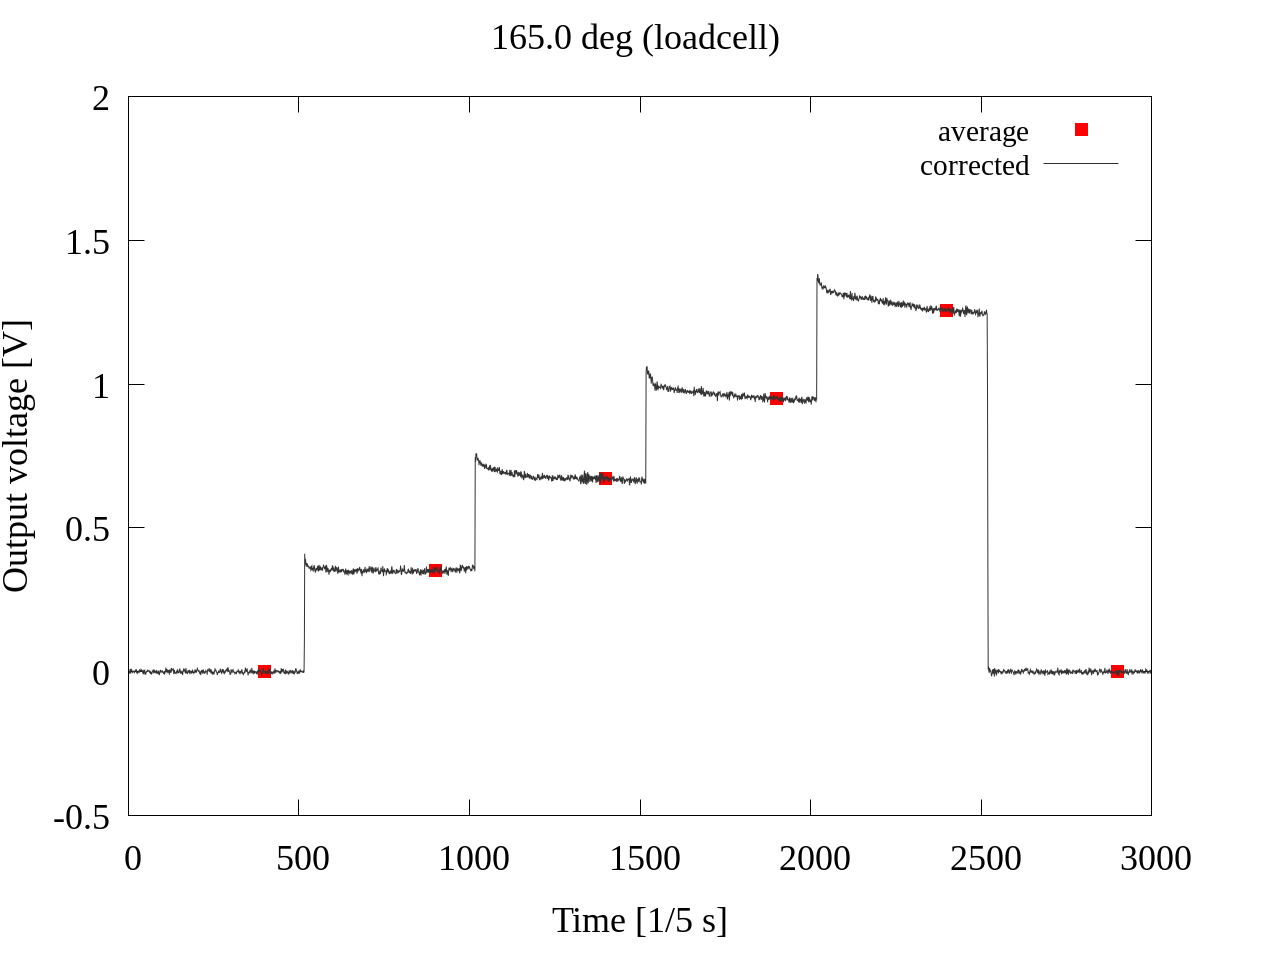 165.0 deg (loadcell)
average
corrected
2
1.5
1
0.5
0
-0.5
Output voltage [V]
0 500 1000 1500 2000 2500 3000
Time [1/5 s]